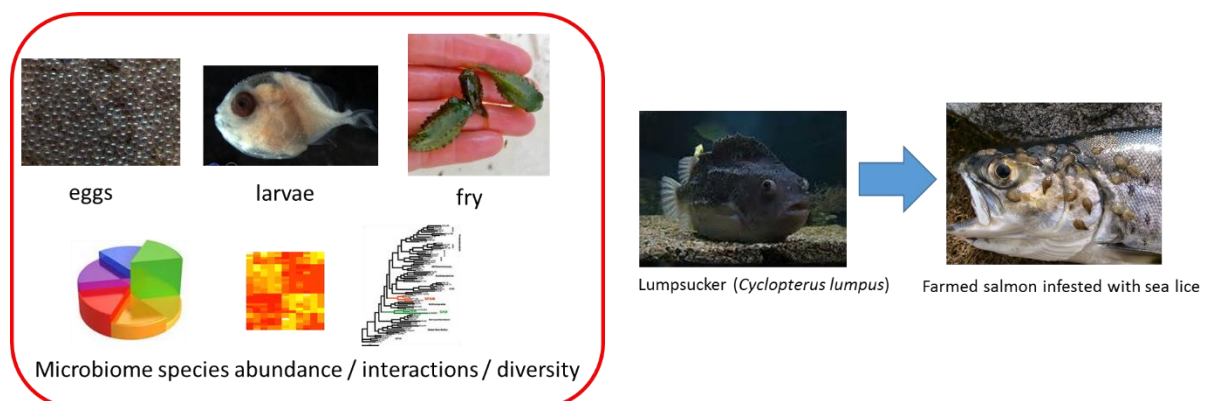 eggs
larvae
fry
Microbiome species abundance / interactions / diversity
Lumpsucker (Cyclopterus lumpus)
Farmed salmon infested with sea lice